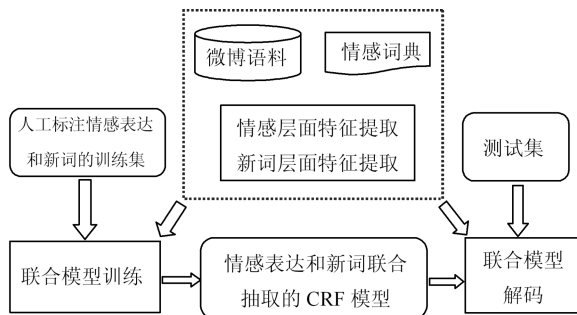 微博语料
情感词典
情感层面特征提取
新词层面特征提取
人工标注情感表达
和新词的训练集
测试集
联合模型训练
情感表达和新词联合
抽取的 CRF 模型
联合模型
解码